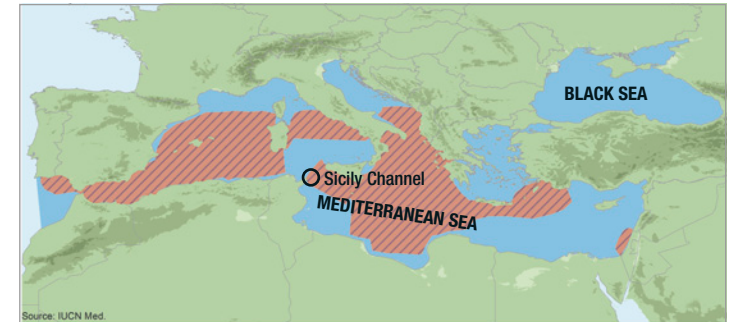 BLACK SEA
Sicily Channel
MEDITERRANEAN SEA
Source: IUCN Med.